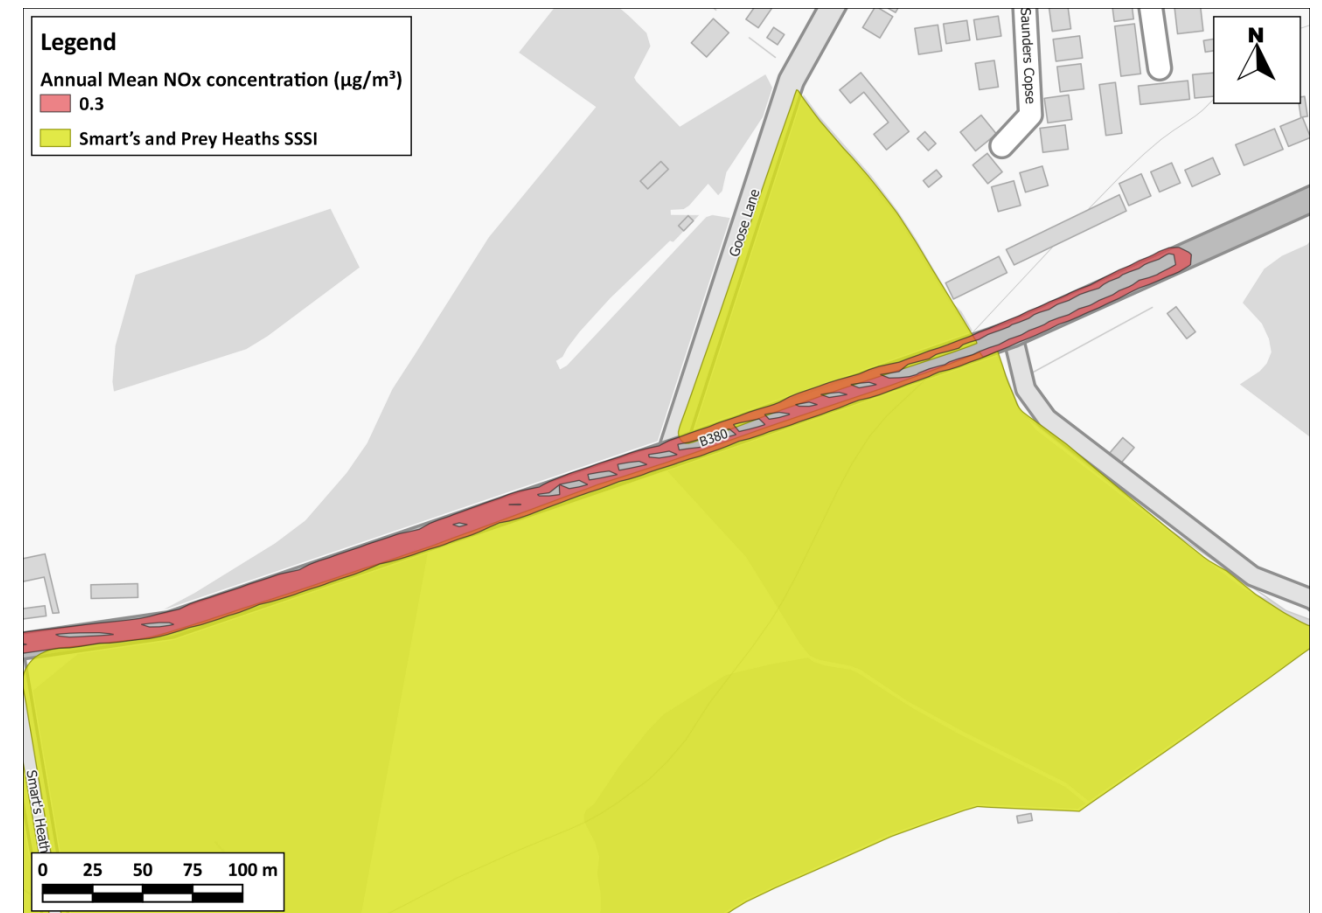 Legend
Annual Mean NOx concentration (µg/m³)
0.3
Smart's and Prey Heaths SSSI
N
Saunders Copse
Goose Lane
B380
Smart's Heath
0 25 50 75 100 m